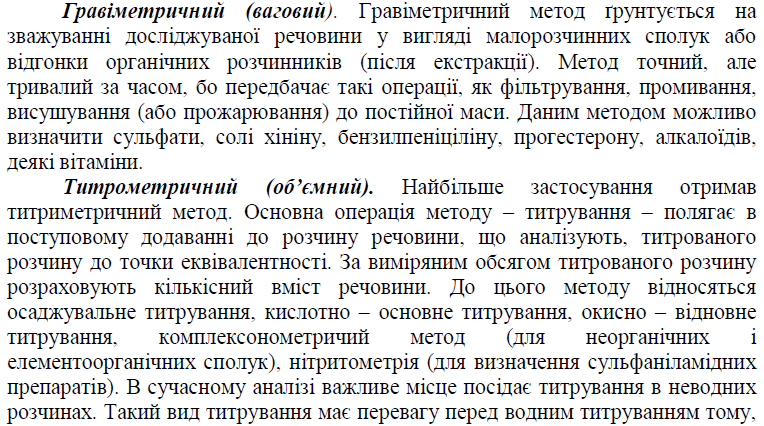 Гравіметричний (ваговий). Гравіметричний метод ґрунтується на
зважуванні досліджуваної речовини у вигляді малорозчинних сполук або
відгонки органічних розчинників (після екстракції). Метод точний, але
тривалий за часом, бо передбачає такі операції, як фільтрування, промивання,
висушування (або прожарювання) до постійної маси. Даним методом можливо
визначити сульфати, солі хініну, бензилпеніціліну, прогестерону, алкалоїдів,
деякі вітаміни.
Титрометричний (об’ємний). Найбільше застосування отримав
титриметричний метод. Основна операція методу – титрування – полягає в
поступовому додаванні до розчину речовини, що аналізують, титрованого
розчину до точки еквівалентності. За виміряним обсягом титрованого розчину
розраховують кількісний вміст речовини. До цього методу відносяться
осаджувальне титрування, кислотно – основне титрування, окисно – відновне
титрування, комплексонометричий метод (для неорганічних і
елементоорганічних сполук), нітритометрія (для визначення сульфаніламідних
препаратів). В сучасному аналізі важливе місце посідає титрування в неводних
розчинах. Такий вид титрування має перевагу перед водним титруванням тому,